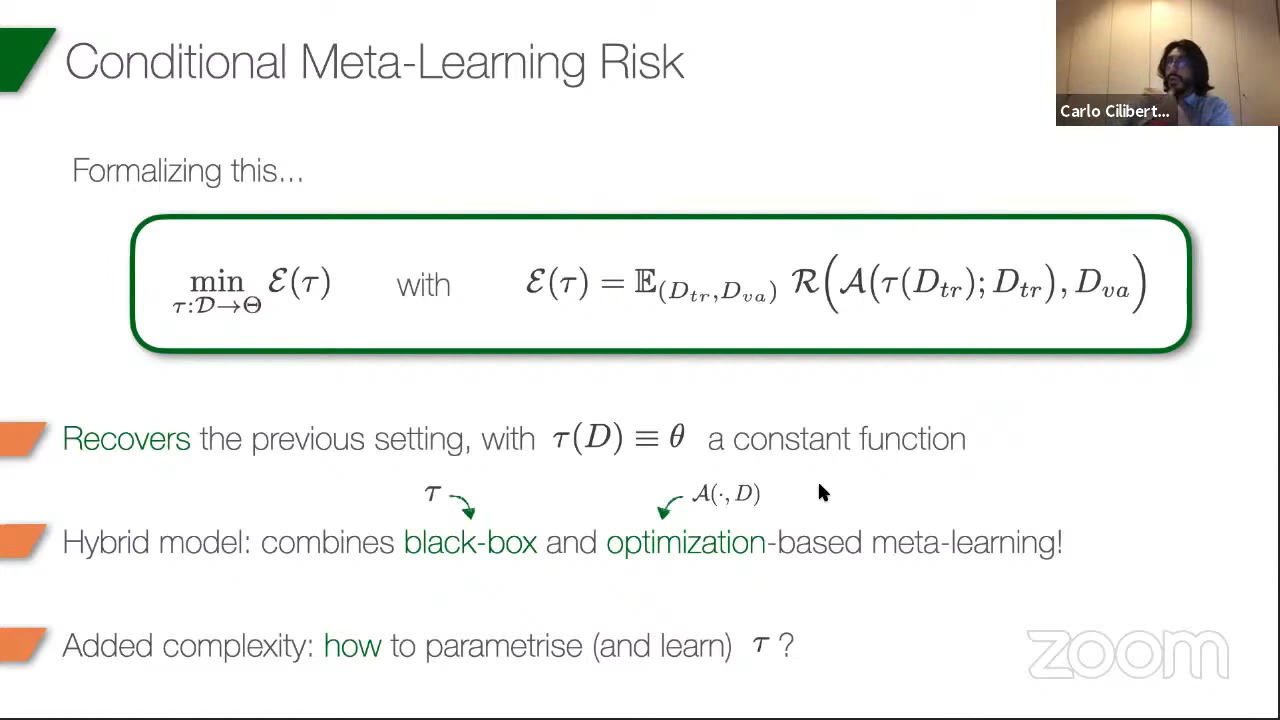 Conditional Meta-Learning Risk
Carlo Cilibert...
Formalizing this...
min_{τ:𝒟→Θ} ℰ(τ) with ℰ(τ) = 𝔼_{(D_{tr},D_{va})} ℛ(𝒜(τ(D_{tr}); D_{tr}), D_{va})
Recovers the previous setting, with τ(D) ≡ θ a constant function
τ 𝒜(·, D)
Hybrid model: combines black-box and optimization-based meta-learning!
Added complexity: how to parametrise (and learn) τ ?
zoom